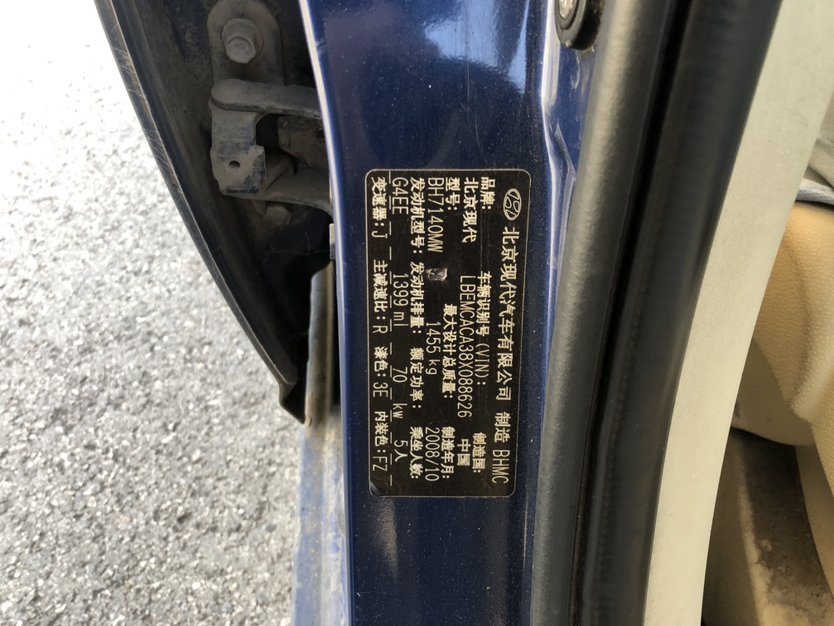 北京现代汽车有限公司 制造 BHMC
品牌: 车辆识别号(VIN): 制造国:
北京现代 LBEMCACA38X088626 中国
型号: 最大设计总质量: 制造年月:
BH7140MW 1455 kg 2008/10
发动机型号: 发动机排量: 额定功率: 乘坐人数:
G4EE 1399 ml 70 kw 5人
变速器:J 主减速比:R 漆色:3E 内装色:FZ